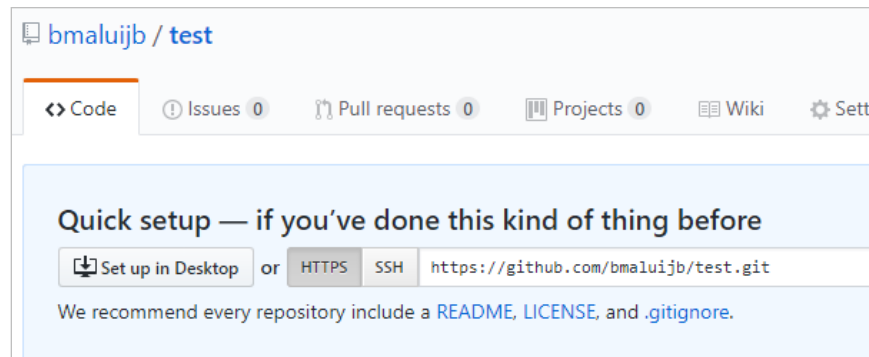 bmaluijb / test
Code Issues 0 Pull requests 0 Projects 0 Wiki Sett
Quick setup — if you've done this kind of thing before
Set up in Desktop or HTTPS SSH https://github.com/bmaluijb/test.git
We recommend every repository include a README, LICENSE, and .gitignore.